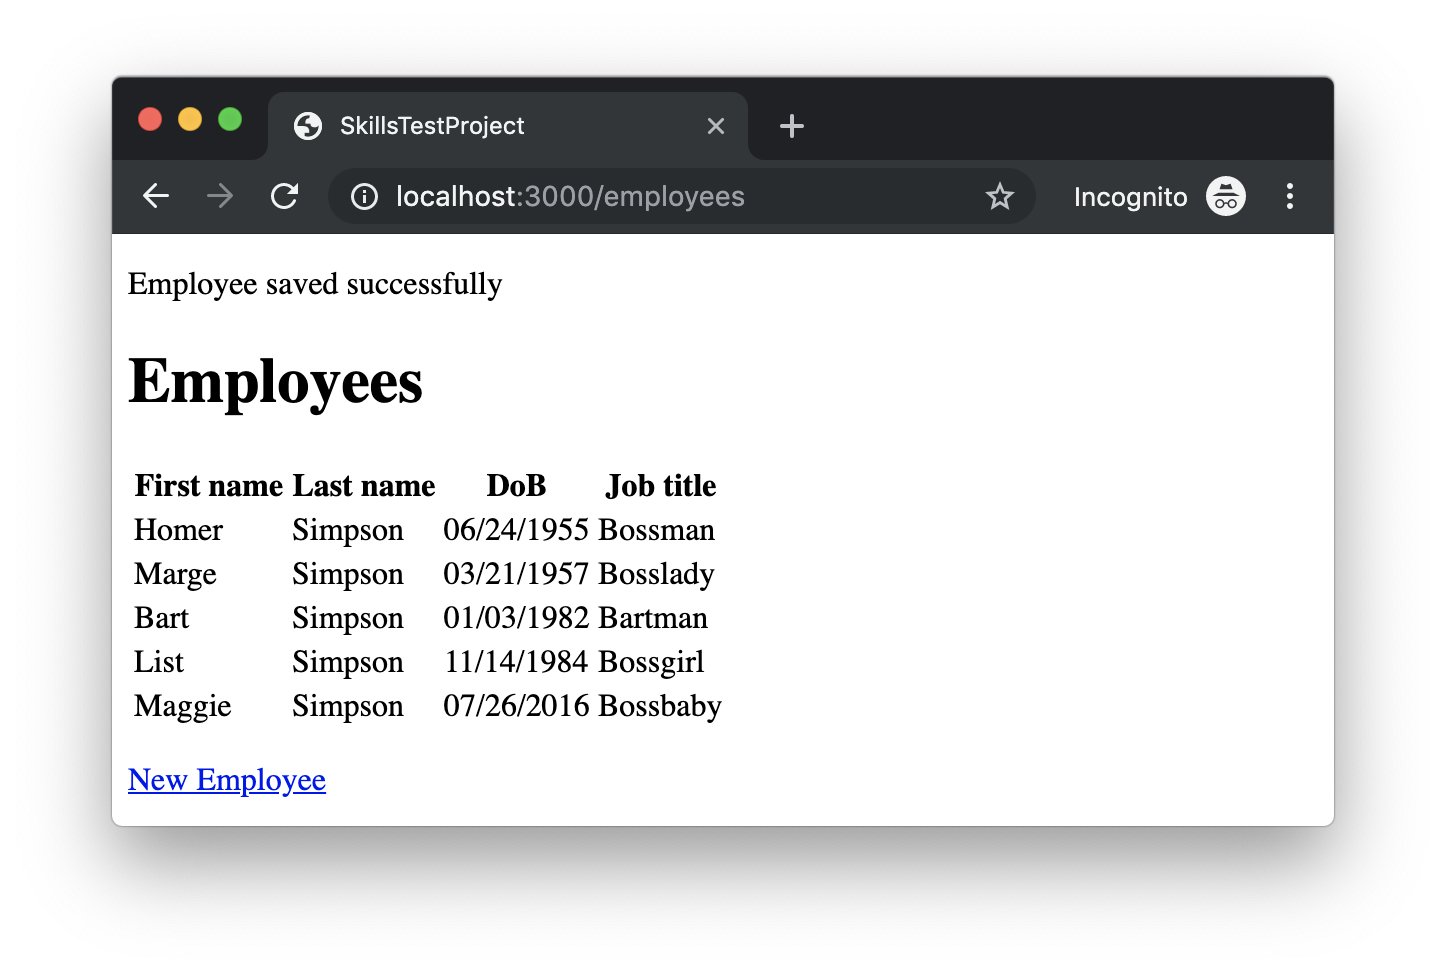 SkillsTestProject
localhost:3000/employees
Incognito
Employee saved successfully
Employees
First name Last name DoB Job title
Homer Simpson 06/24/1955 Bossman
Marge Simpson 03/21/1957 Bosslady
Bart Simpson 01/03/1982 Bartman
List Simpson 11/14/1984 Bossgirl
Maggie Simpson 07/26/2016 Bossbaby
New Employee